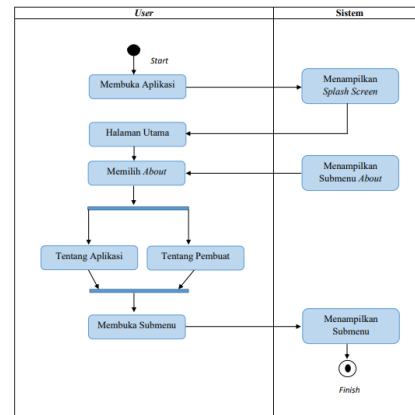 User
Sistem
Start
Membuka Aplikasi
Menampilkan
Splash Screen
Halaman Utama
Memilih About
Menampilkan
Submenu About
Tentang Aplikasi
Tentang Pembuat
Membuka Submenu
Menampilkan
Submenu
Finish